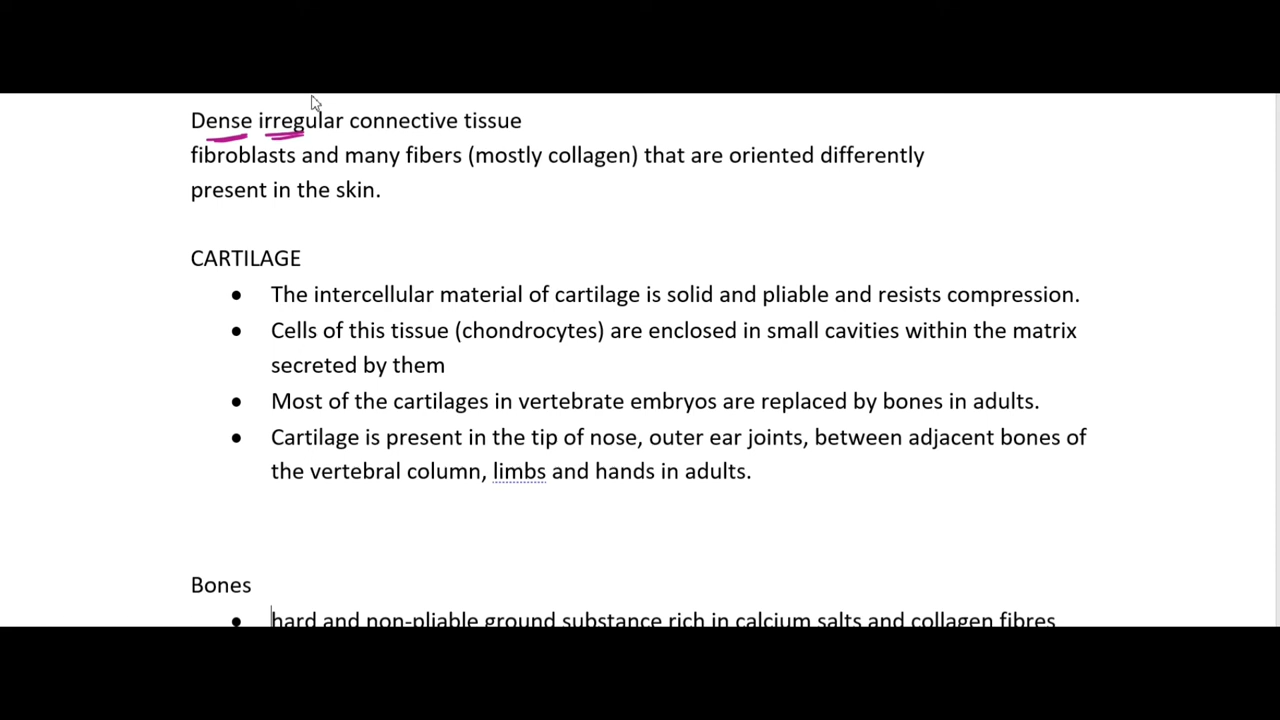 Dense irregular connective tissue
fibroblasts and many fibers (mostly collagen) that are oriented differently
present in the skin.
CARTILAGE
• The intercellular material of cartilage is solid and pliable and resists compression.
• Cells of this tissue (chondrocytes) are enclosed in small cavities within the matrix
secreted by them
• Most of the cartilages in vertebrate embryos are replaced by bones in adults.
• Cartilage is present in the tip of nose, outer ear joints, between adjacent bones of
the vertebral column, limbs and hands in adults.
Bones
• hard and non-pliable ground substance rich in calcium salts and collagen fibres